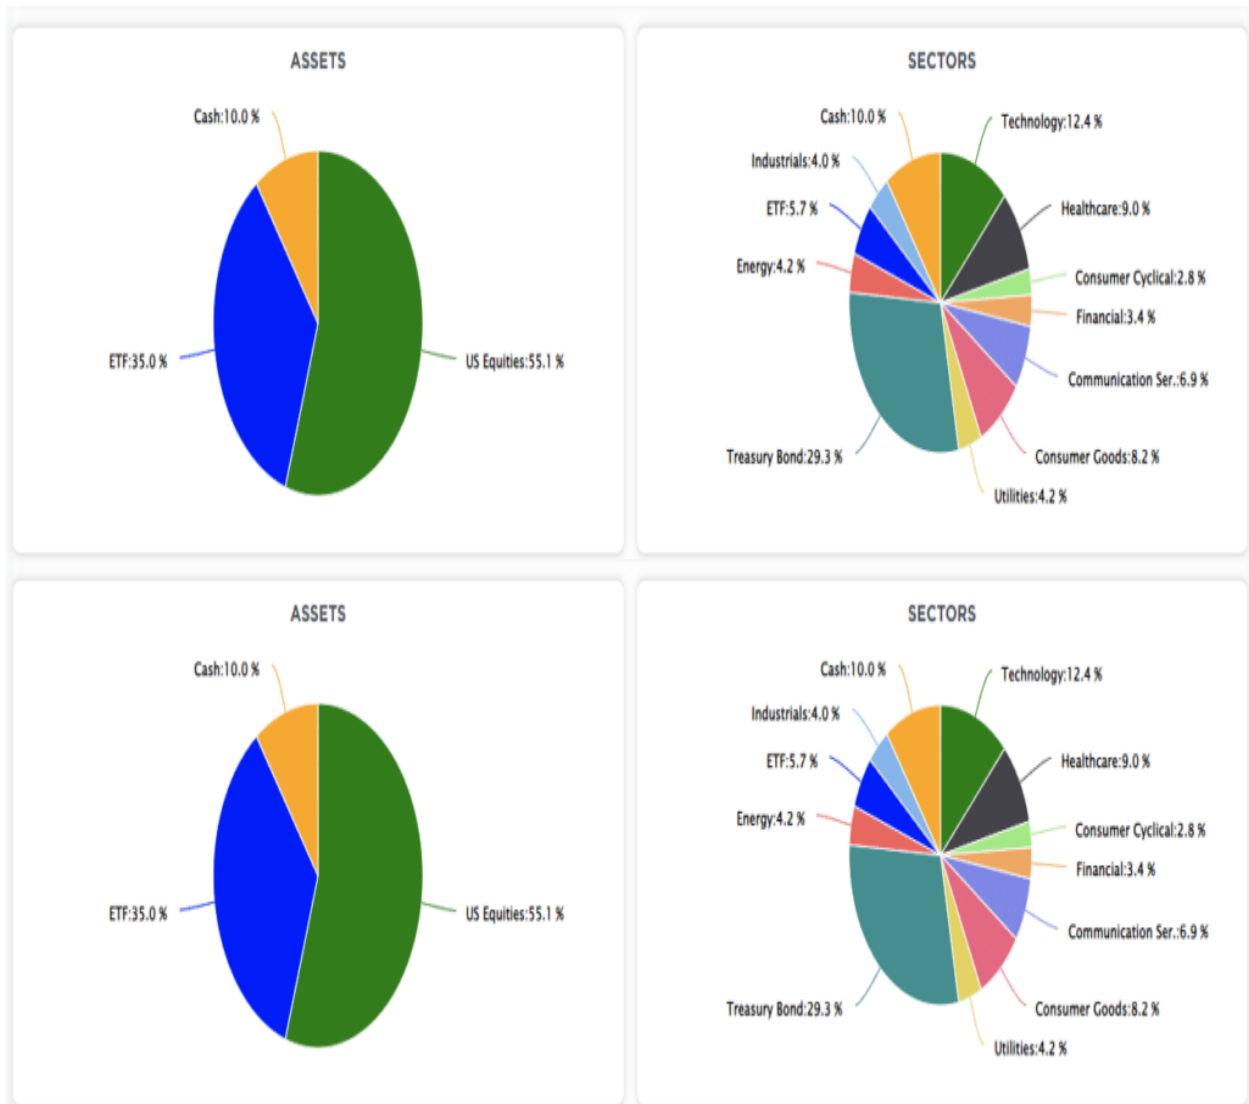 ASSETS
Cash:10.0 %
ETF:35.0 %
US Equities:55.1 %
SECTORS
Cash:10.0 %
Technology:12.4 %
Industrials:4.0 %
Healthcare:9.0 %
ETF:5.7 %
Energy:4.2 %
Consumer Cyclical:2.8 %
Financial:3.4 %
Communication Ser.:6.9 %
Treasury Bond:29.3 %
Consumer Goods:8.2 %
Utilities:4.2 %
ASSETS
Cash:10.0 %
ETF:35.0 %
US Equities:55.1 %
SECTORS
Cash:10.0 %
Technology:12.4 %
Industrials:4.0 %
Healthcare:9.0 %
ETF:5.7 %
Energy:4.2 %
Consumer Cyclical:2.8 %
Financial:3.4 %
Communication Ser.:6.9 %
Treasury Bond:29.3 %
Consumer Goods:8.2 %
Utilities:4.2 %